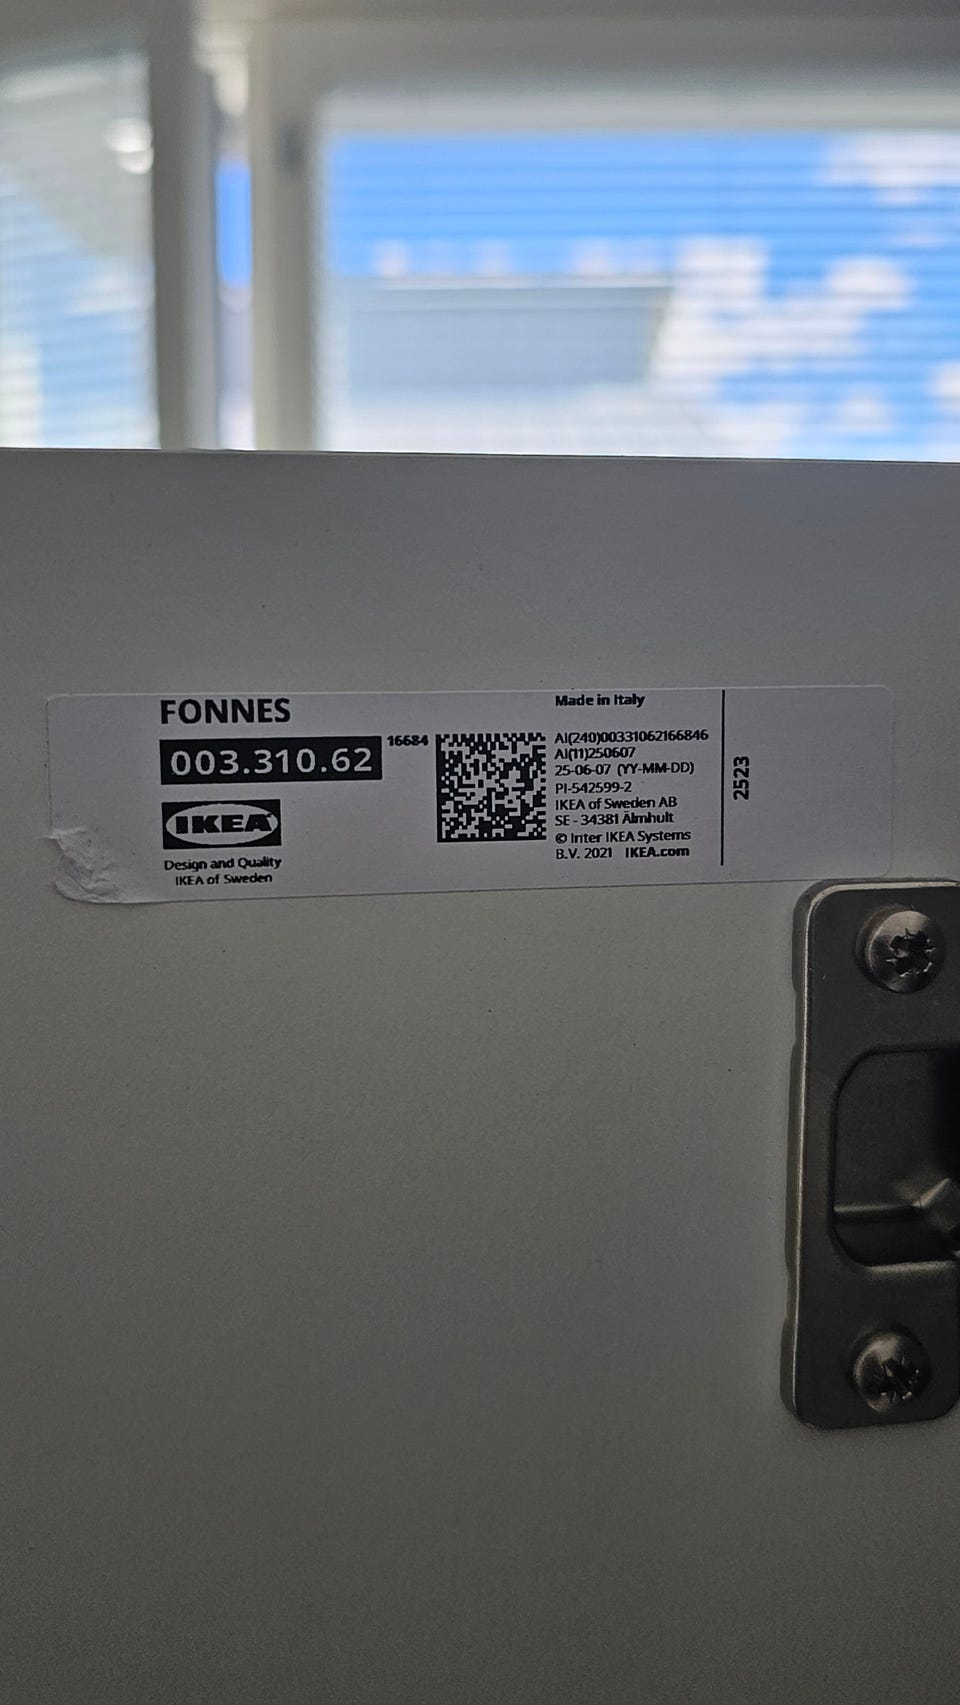 FONNES
003.310.62
16684
IKEA
Design and Quality
IKEA of Sweden
Made in Italy
AI(240)00331062166846
AI(11)250607
25-06-07 (YY-MM-DD)
PI-542599-2
IKEA of Sweden AB
SE - 34381 Älmhult
© Inter IKEA Systems
B.V. 2021 IKEA.com
2523